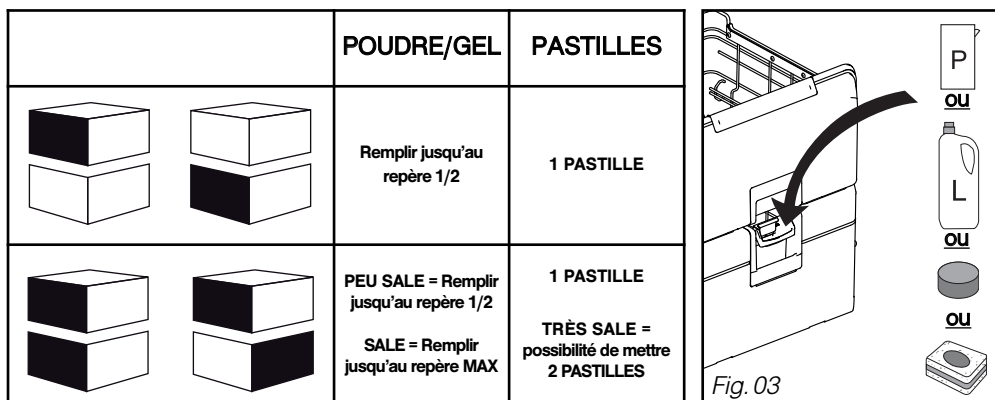 POUDRE/GEL
PASTILLES
Remplir jusqu'au
repère 1/2
1 PASTILLE
PEU SALE = Remplir
jusqu'au repère 1/2
SALE = Remplir
jusqu'au repère MAX
1 PASTILLE
TRÈS SALE =
possibilité de mettre
2 PASTILLES
P
ou
L
ou
ou
Fig. 03